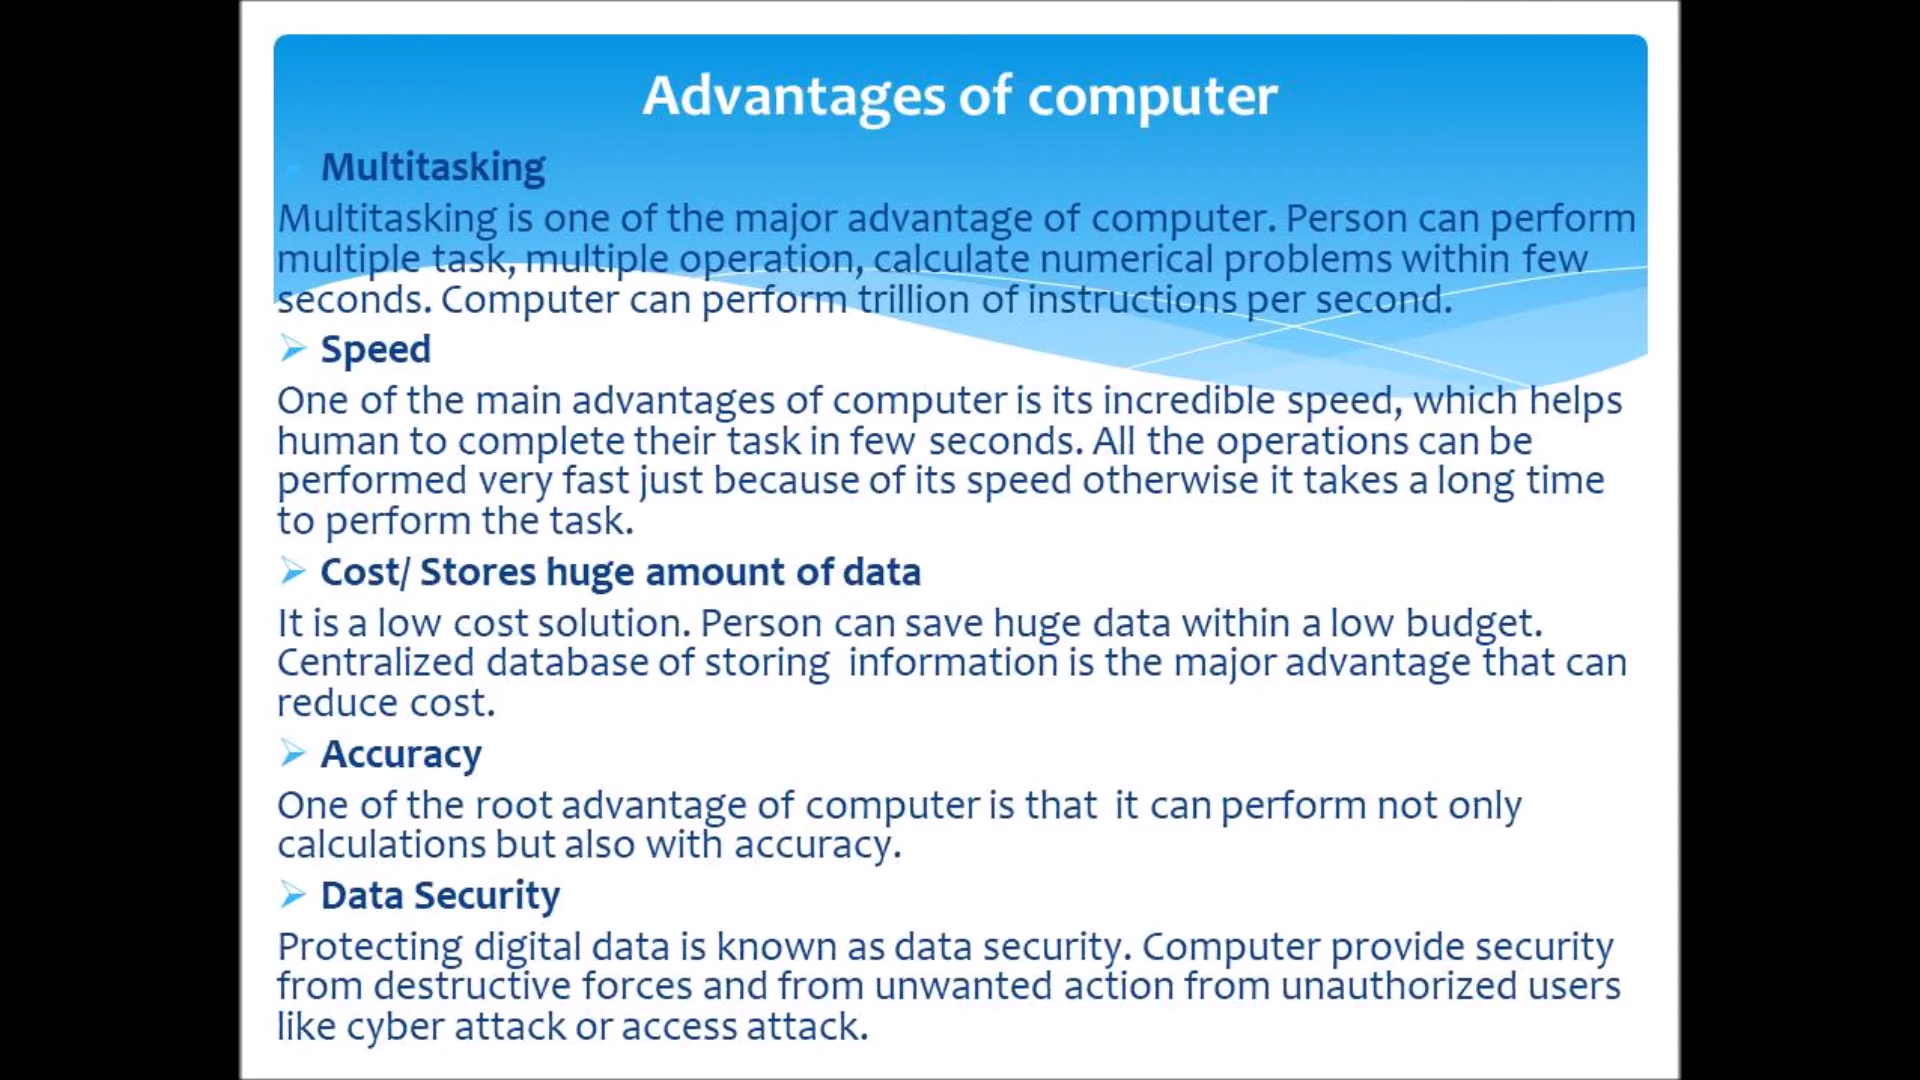 Advantages of computer
Multitasking
Multitasking is one of the major advantage of computer. Person can perform
multiple task, multiple operation, calculate numerical problems within few
seconds. Computer can perform trillion of instructions per second.
Speed
One of the main advantages of computer is its incredible speed, which helps
human to complete their task in few seconds. All the operations can be
performed very fast just because of its speed otherwise it takes a long time
to perform the task.
Cost/ Stores huge amount of data
It is a low cost solution. Person can save huge data within a low budget.
Centralized database of storing information is the major advantage that can
reduce cost.
Accuracy
One of the root advantage of computer is that it can perform not only
calculations but also with accuracy.
Data Security
Protecting digital data is known as data security. Computer provide security
from destructive forces and from unwanted action from unauthorized users
like cyber attack or access attack.